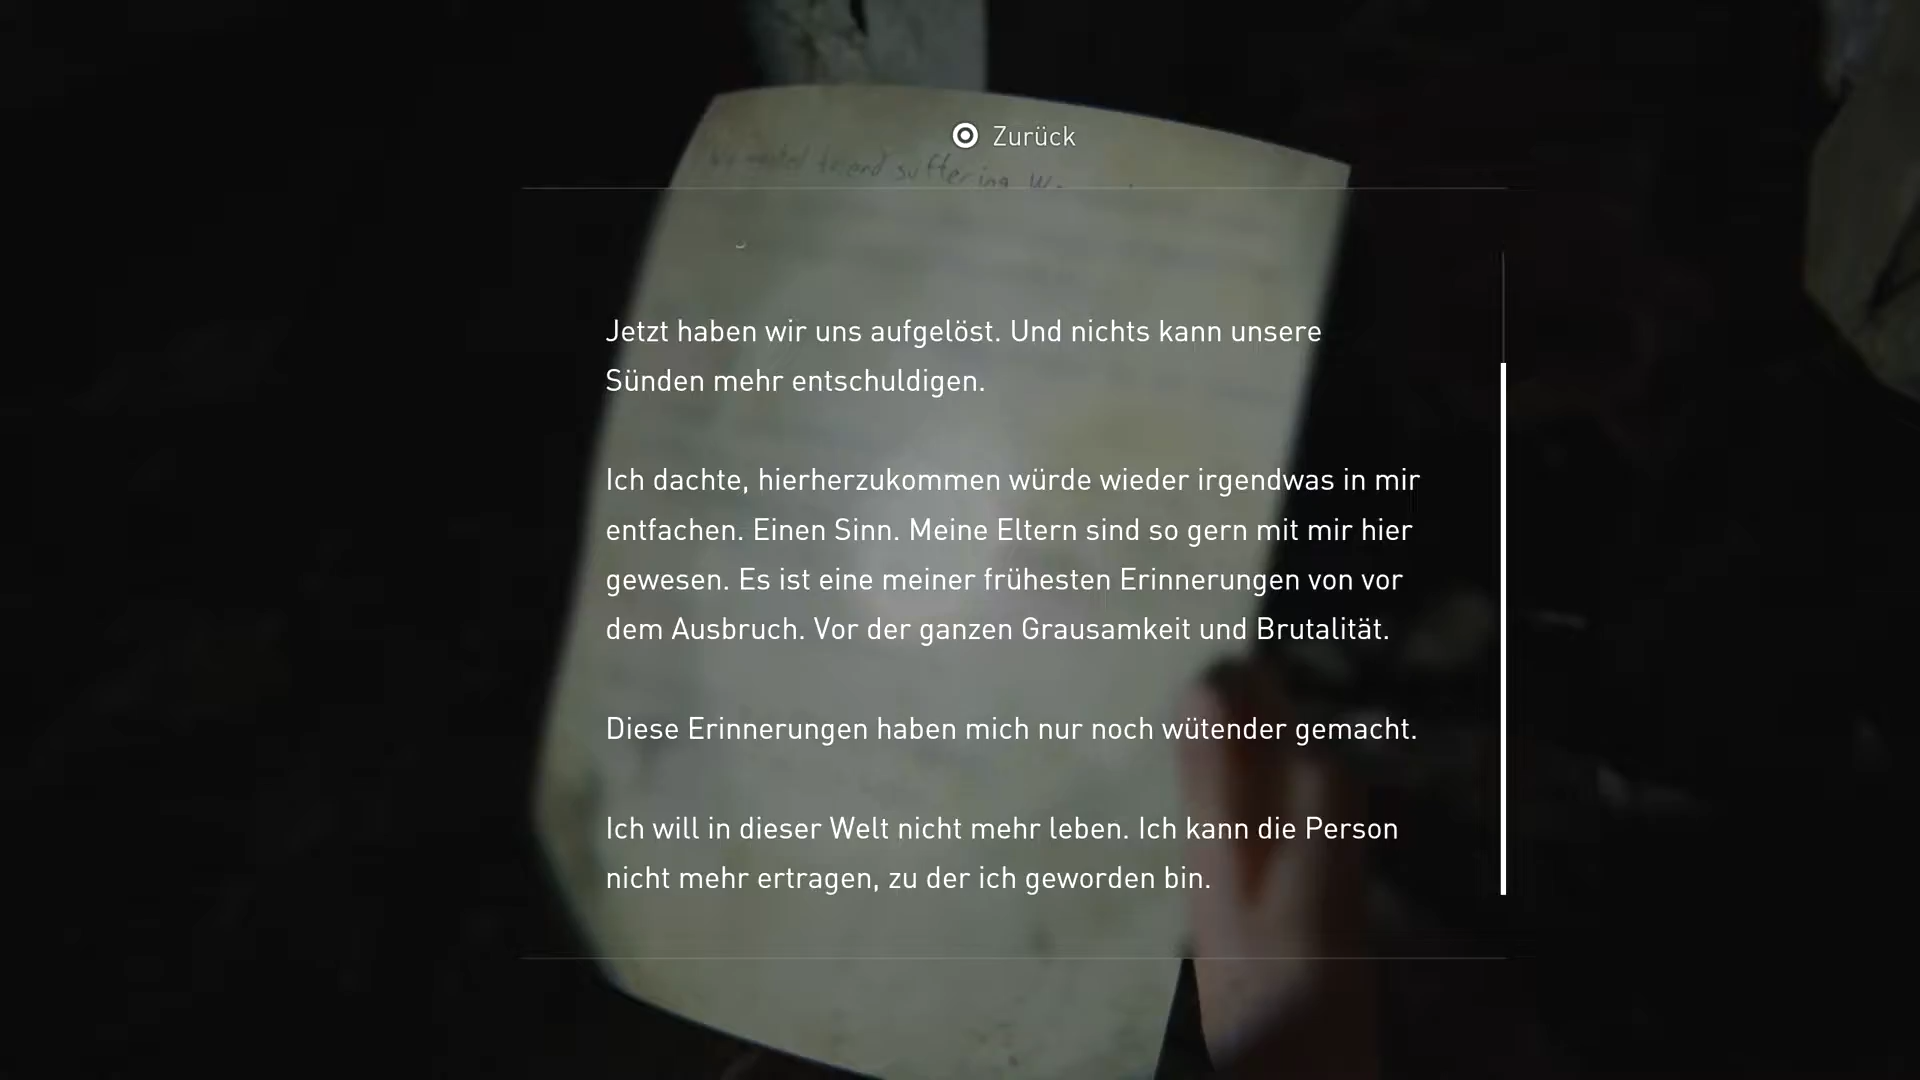 Zurück
suffering
Jetzt haben wir uns aufgelöst. Und nichts kann unsere
Sünden mehr entschuldigen.
Ich dachte, hierherzukommen würde wieder irgendwas in mir
entfachen. Einen Sinn. Meine Eltern sind so gern mit mir hier
gewesen. Es ist eine meiner frühesten Erinnerungen von vor
dem Ausbruch. Vor der ganzen Grausamkeit und Brutalität.
Diese Erinnerungen haben mich nur noch wütender gemacht.
Ich will in dieser Welt nicht mehr leben. Ich kann die Person
nicht mehr ertragen, zu der ich geworden bin.